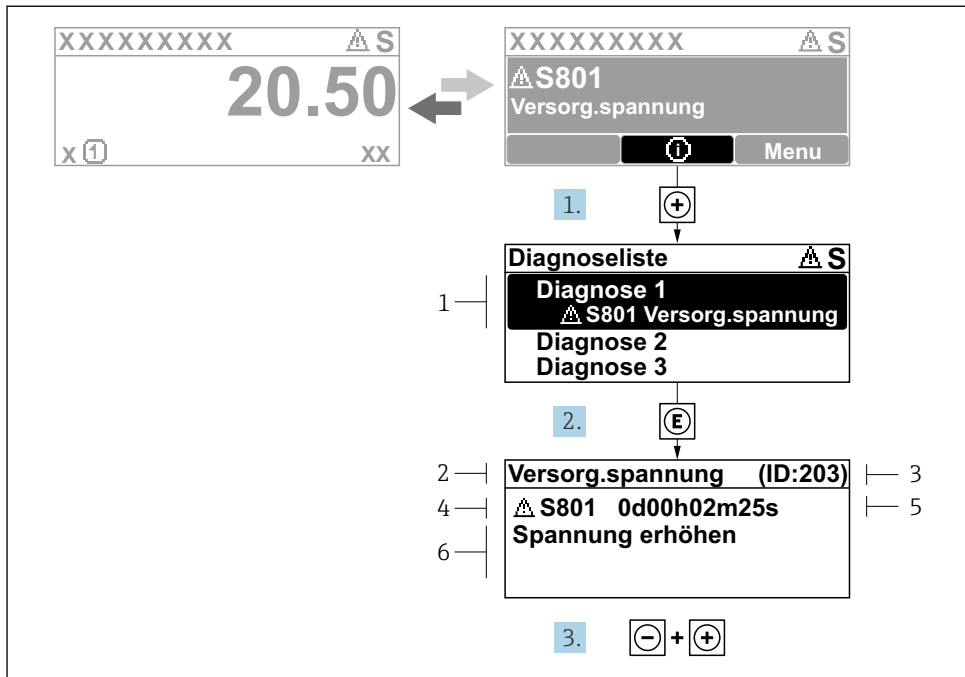 XXXXXXXXX ⚠ S
20.50
x 1 XX
XXXXXXXXX ⚠ S
⚠ S801
Versorg.spannung
i Menu
1. +
Diagnoseliste ⚠ S
1 Diagnose 1
⚠ S801 Versorg.spannung
Diagnose 2
Diagnose 3
2. E
2 Versorg.spannung (ID:203) 3
4 ⚠ S801 0d00h02m25s 5
6 Spannung erhöhen
3. - + +